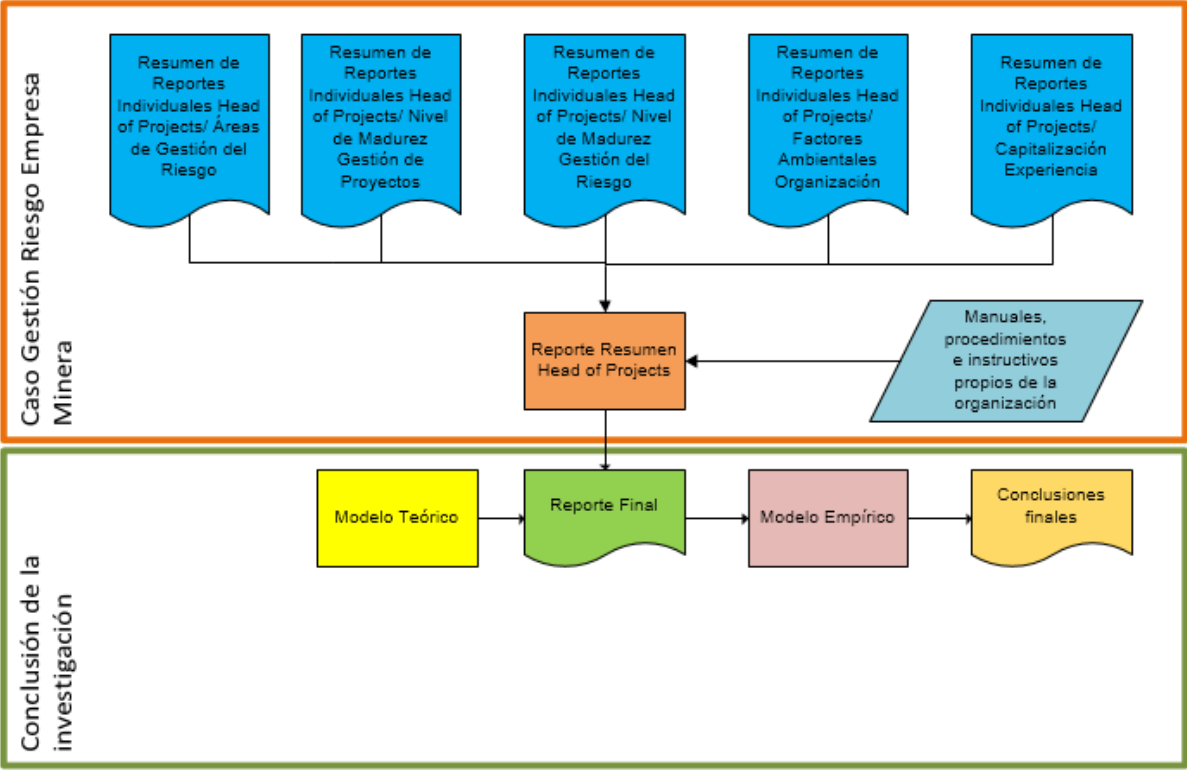 Caso Gestión Riesgo Empresa
Minera
Resumen de
Reportes
Individuales Head
of Projects/ Áreas
de Gestión del
Riesgo
Resumen de
Reportes
Individuales Head
of Projects/ Nivel
de Madurez
Gestión de
Proyectos
Resumen de
Reportes
Individuales Head
of Projects/ Nivel
de Madurez
Gestión del
Riesgo
Resumen de
Reportes
Individuales Head
of Projects/
Factores
Ambientales
Organización
Resumen de
Reportes
Individuales Head
of Projects/
Capitalización
Experiencia
Reporte Resumen
Head of Projects
Manuales,
procedimientos
e instructivos
propios de la
organización
Conclusión de la
investigación
Modelo Teórico
Reporte Final
Modelo Empírico
Conclusiones
finales